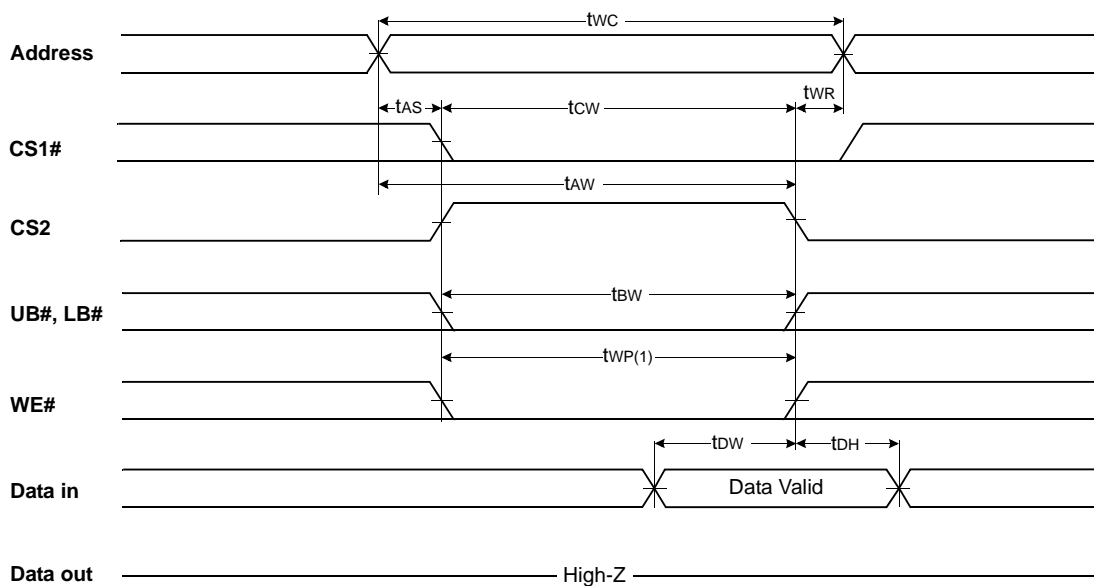 tWC
Address
tAS
tCW
tWR
CS1#
tAW
CS2
tBW
UB#, LB#
tWP(1)
WE#
tDW
tDH
Data in
Data Valid
Data out
High-Z